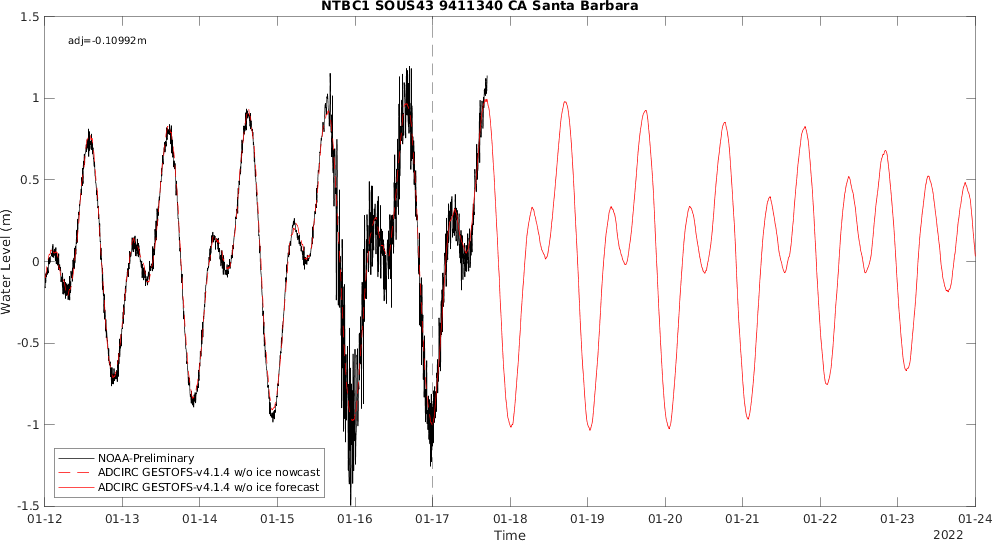 NTBC1 SOUS43 9411340 CA Santa Barbara
adj=-0.10992m
1.5
1
0.5
0
-0.5
-1
-1.5
Water Level (m)
NOAA-Preliminary
ADCIRC GESTOFS-v4.1.4 w/o ice nowcast
ADCIRC GESTOFS-v4.1.4 w/o ice forecast
01-12 01-13 01-14 01-15 01-16 01-17 01-18 01-19 01-20 01-21 01-22 01-23 01-24
Time
2022